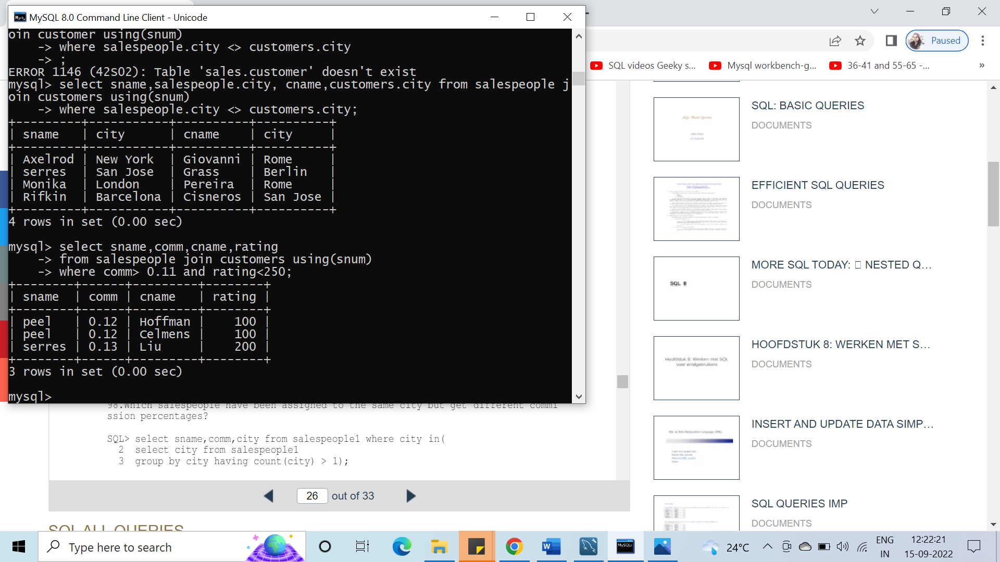 MySQL 8.0 Command Line Client - Unicode
oin customer using(snum)
-> where salespeople.city <> customers.city
-> ;
ERROR 1146 (42S02): Table 'sales.customer' doesn't exist
mysql> select sname,salespeople.city, cname,customers.city from salespeople j
oin customers using(snum)
-> where salespeople.city <> customers.city;
+---------+-----------+----------+----------+
| sname   | city      | cname    | city     |
+---------+-----------+----------+----------+
| Axelrod | New York  | Giovanni | Rome     |
| serres  | San Jose  | Grass    | Berlin   |
| Monika  | London    | Pereira  | Rome     |
| Rifkin  | Barcelona | Cisneros | San Jose |
+---------+-----------+----------+----------+
4 rows in set (0.00 sec)
mysql> select sname,comm,cname,rating
-> from salespeople join customers using(snum)
-> where comm> 0.11 and rating<250;
+--------+------+---------+--------+
| sname  | comm | cname   | rating |
+--------+------+---------+--------+
| peel   | 0.12 | Hoffman |    100 |
| peel   | 0.12 | Celmens |    100 |
| serres | 0.13 | Liu     |    200 |
+--------+------+---------+--------+
3 rows in set (0.00 sec)
mysql>
98.Which salespeople have been assigned to the same city but get different commi
ssion percentages?
SQL> select sname,comm,city from salespeople1 where city in(
2  select city from salespeople1
3  group by city having count(city) > 1);
26 out of 33
SQL ALL QUERIES
Paused
SQL videos Geeky s...
Mysql workbench-g...
36-41 and 55-65 -...
»
SQL: Basic Queries
SQL: BASIC QUERIES
DOCUMENTS
EFFICIENT SQL QUERIES
DOCUMENTS
SQL II
MORE SQL TODAY: NESTED Q...
DOCUMENTS
Hoofdstuk 8: Werken met SQL
voor eindgebruikers
HOOFDSTUK 8: WERKEN MET S...
DOCUMENTS
INSERT AND UPDATE DATA SIMP...
DOCUMENTS
SQL QUERIES IMP
DOCUMENTS
Type here to search
24°C
ENG
IN
12:22:21
15-09-2022